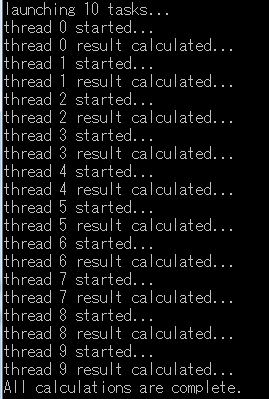 launching 10 tasks...
thread 0 started...
thread 0 result calculated...
thread 1 started...
thread 1 result calculated...
thread 2 started...
thread 2 result calculated...
thread 3 started...
thread 3 result calculated...
thread 4 started...
thread 4 result calculated...
thread 5 started...
thread 5 result calculated...
thread 6 started...
thread 6 result calculated...
thread 7 started...
thread 7 result calculated...
thread 8 started...
thread 8 result calculated...
thread 9 started...
thread 9 result calculated...
All calculations are complete.